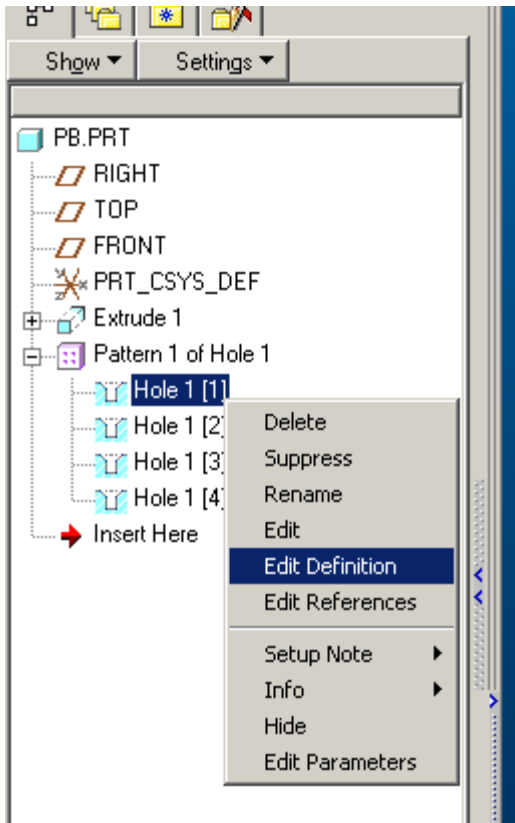 Show Settings
PB.PRT
RIGHT
TOP
FRONT
PRT_CSYS_DEF
Extrude 1
Pattern 1 of Hole 1
Hole 1 [1]
Hole 1 [2]
Hole 1 [3]
Hole 1 [4]
Insert Here
Delete
Suppress
Rename
Edit
Edit Definition
Edit References
Setup Note
Info
Hide
Edit Parameters